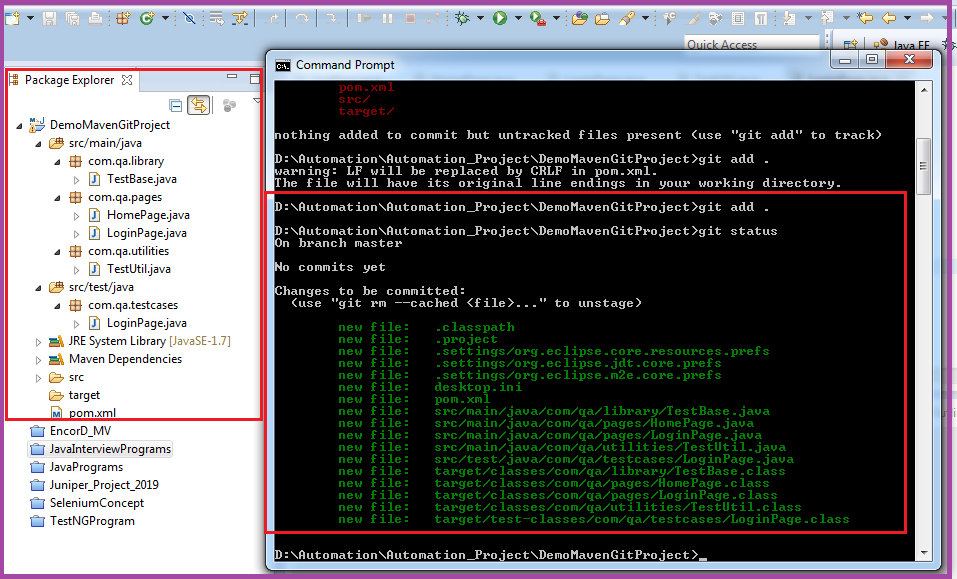 Quick Access
Java EE
Package Explorer
DemoMavenGitProject
src/main/java
com.qa.library
TestBase.java
com.qa.pages
HomePage.java
LoginPage.java
com.qa.utilities
TestUtil.java
src/test/java
com.qa.testcases
LoginPage.java
JRE System Library [JavaSE-1.7]
Maven Dependencies
src
target
pom.xml
EncorD_MV
JavaInterviewPrograms
JavaPrograms
Juniper_Project_2019
SeleniumConcept
TestNGProgram
C:\.
Command Prompt
pom.xml
src/
target/
nothing added to commit but untracked files present (use "git add" to track)
D:\Automation\Automation_Project\DemoMavenGitProject>git add .
warning: LF will be replaced by CRLF in pom.xml.
The file will have its original line endings in your working directory.
D:\Automation\Automation_Project\DemoMavenGitProject>git add .
D:\Automation\Automation_Project\DemoMavenGitProject>git status
On branch master
No commits yet
Changes to be committed:
(use "git rm --cached <file>..." to unstage)
new file: .classpath
new file: .project
new file: .settings/org.eclipse.core.resources.prefs
new file: .settings/org.eclipse.jdt.core.prefs
new file: .settings/org.eclipse.m2e.core.prefs
new file: desktop.ini
new file: pom.xml
new file: src/main/java/com/qa/library/TestBase.java
new file: src/main/java/com/qa/pages/HomePage.java
new file: src/main/java/com/qa/pages/LoginPage.java
new file: src/main/java/com/qa/utilities/TestUtil.java
new file: src/test/java/com/qa/testcases/LoginPage.java
new file: target/classes/com/qa/library/TestBase.class
new file: target/classes/com/qa/pages/HomePage.class
new file: target/classes/com/qa/pages/LoginPage.class
new file: target/classes/com/qa/utilities/TestUtil.class
new file: target/test-classes/com/qa/testcases/LoginPage.class
D:\Automation\Automation_Project\DemoMavenGitProject>_